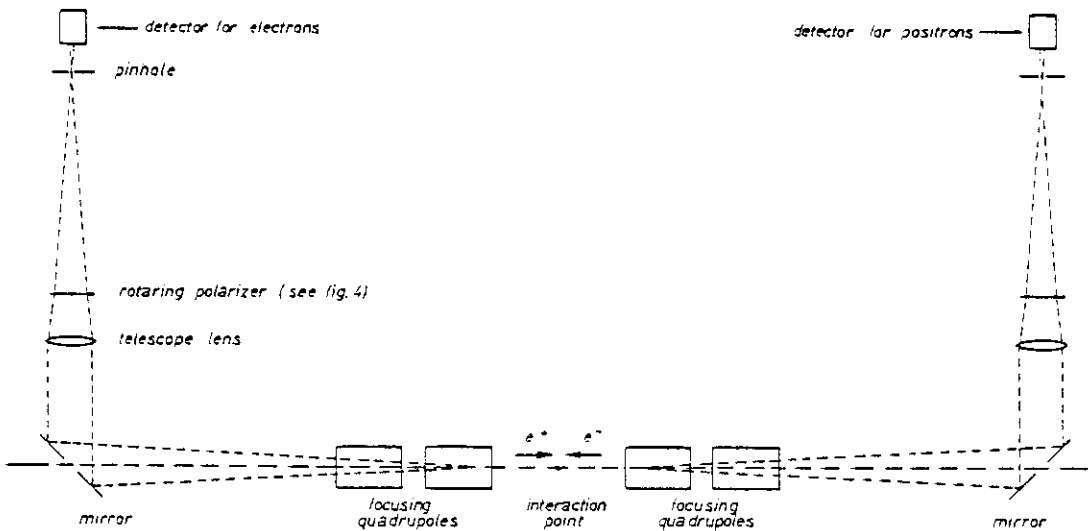 detector for electrons
detector for positrons
pinhole
rotaring polarizer (see fig. 4)
telescope lens
e⁺ e⁻
focusing quadrupoles
interaction point
focusing quadrupoles
mirror
mirror